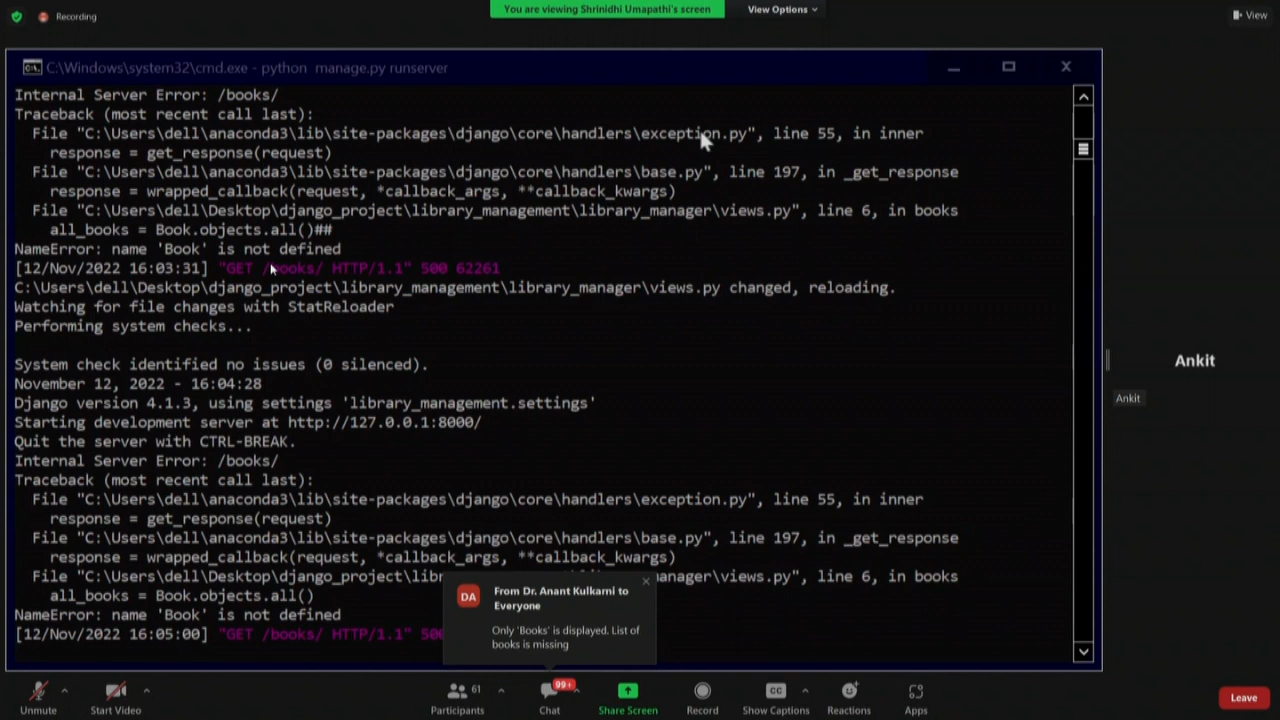 You are viewing Shrinidhi Umapathi's screen
View Options
Recording
View
C:\Windows\system32\cmd.exe - python manage.py runserver
Internal Server Error: /books/
Traceback (most recent call last):
File "C:\Users\dell\anaconda3\lib\site-packages\django\core\handlers\exception.py", line 55, in inner
response = get_response(request)
File "C:\Users\dell\anaconda3\lib\site-packages\django\core\handlers\base.py", line 197, in _get_response
response = wrapped_callback(request, *callback_args, **callback_kwargs)
File "C:\Users\dell\Desktop\django_project\library_management\library_manager\views.py", line 6, in books
all_books = Book.objects.all()##
NameError: name 'Book' is not defined
[12/Nov/2022 16:03:31] "GET /books/ HTTP/1.1" 500 62261
C:\Users\dell\Desktop\django_project\library_management\library_manager\views.py changed, reloading.
Watching for file changes with StatReloader
Performing system checks...
System check identified no issues (0 silenced).
November 12, 2022 - 16:04:28
Django version 4.1.3, using settings 'library_management.settings'
Starting development server at http://127.0.0.1:8000/
Quit the server with CTRL-BREAK.
Internal Server Error: /books/
Traceback (most recent call last):
File "C:\Users\dell\anaconda3\lib\site-packages\django\core\handlers\exception.py", line 55, in inner
response = get_response(request)
File "C:\Users\dell\anaconda3\lib\site-packages\django\core\handlers\base.py", line 197, in _get_response
response = wrapped_callback(request, *callback_args, **callback_kwargs)
File "C:\Users\dell\Desktop\django_project\libr anager\views.py", line 6, in books
all_books = Book.objects.all()
NameError: name 'Book' is not defined
[12/Nov/2022 16:05:00] "GET /books/ HTTP/1.1" 500
DA
From Dr. Anant Kulkarni to
Everyone
Only 'Books' is displayed. List of
books is missing
Ankit
Ankit
Unmute
Start Video
61
Participants
99+
Chat
Share Screen
Record
CC
Show Captions
Reactions
Apps
Leave